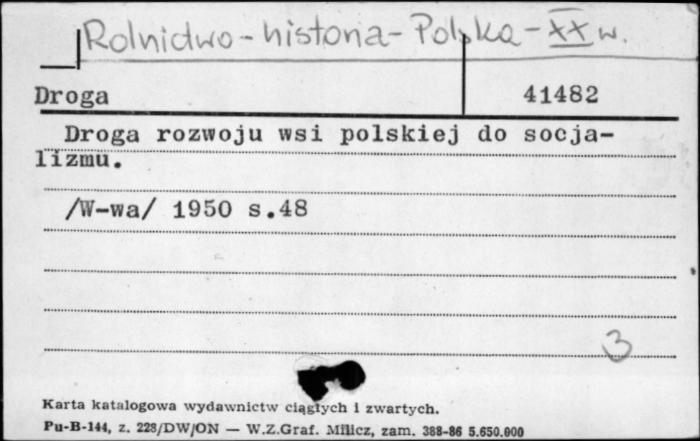 Rolnictwo - historia - Polska - XX w.
Droga 41482
Droga rozwoju wsi polskiej do socja-
lizmu.
/W-wa/ 1950 s.48
3
Karta katalogowa wydawnictw ciągłych i zwartych.
Pu-B-144, z. 228/DW/ON — W.Z.Graf. Milicz, zam. 388-86 5.650.000